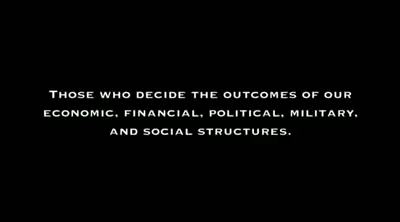 Those who decide the outcomes of our
economic, financial, political, military,
and social structures.